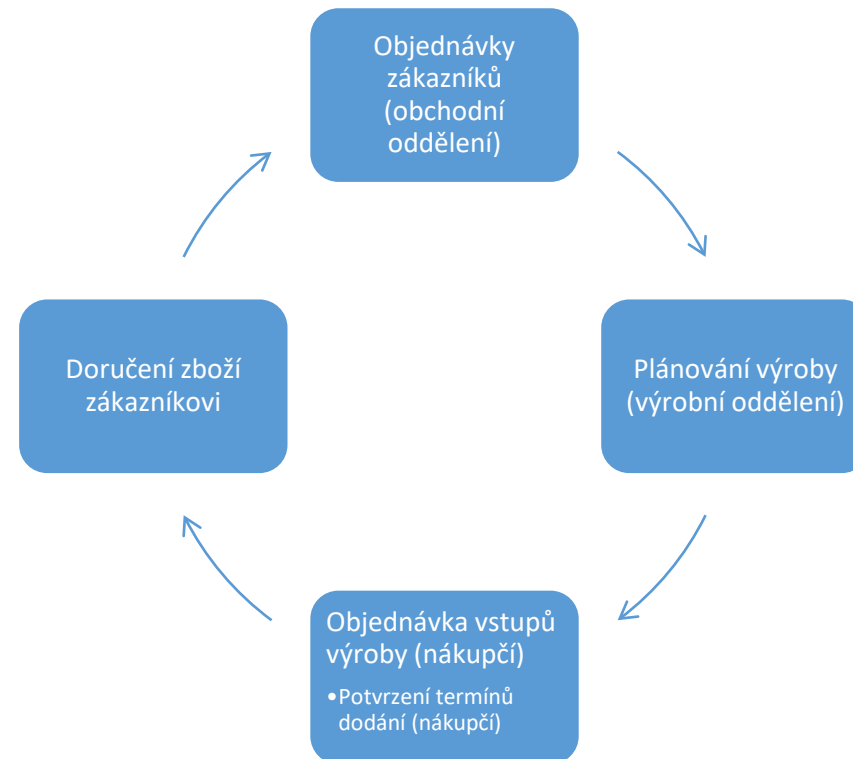 Objednávky
zákazníků
(obchodní
oddělení)
Doručení zboží
zákazníkovi
Plánování výroby
(výrobní oddělení)
Objednávka vstupů
výroby (nákupčí)
•Potvrzení termínů
dodání (nákupčí)